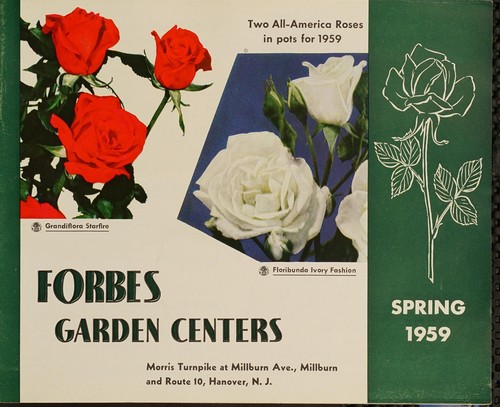 Two All-America Roses
in pots for 1959
Grandiflora Starfire
Floribunda Ivory Fashion
FORBES
GARDEN CENTERS
Morris Turnpike at Millburn Ave., Millburn
and Route 10, Hanover, N. J.
SPRING
1959